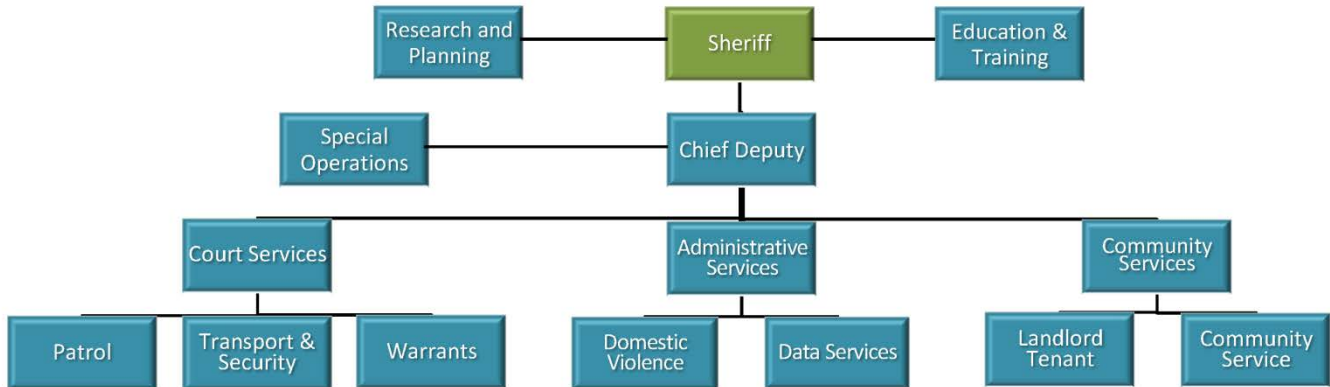 Research and
Planning
Sheriff
Education &
Training
Special
Operations
Chief Deputy
Court Services
Administrative
Services
Community
Services
Patrol
Transport &
Security
Warrants
Domestic
Violence
Data Services
Landlord
Tenant
Community
Service